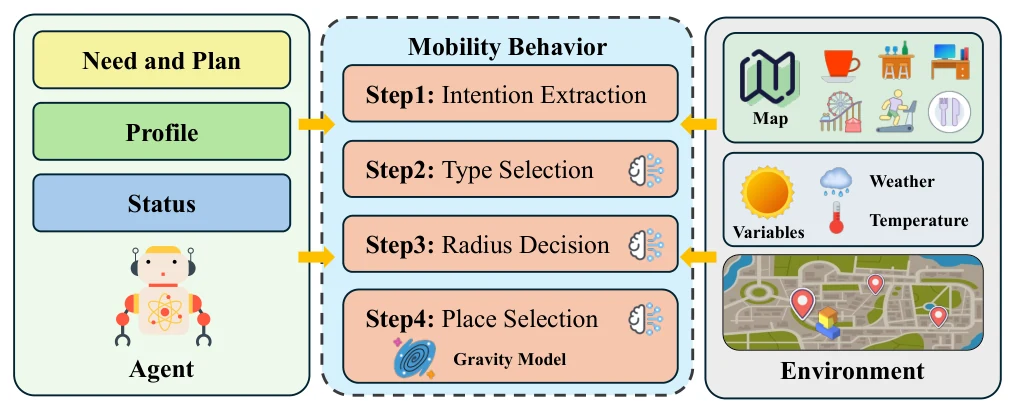 Need and Plan
Profile
Status
Agent
Mobility Behavior
Step1: Intention Extraction
Step2: Type Selection
Step3: Radius Decision
Step4: Place Selection
Gravity Model
Map
Weather
Temperature
Variables
Environment